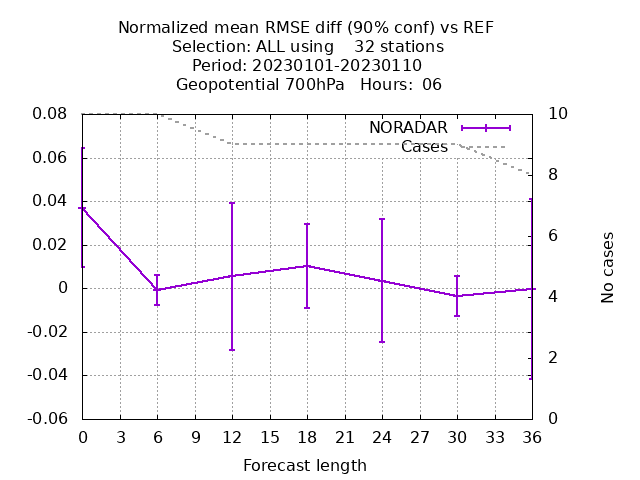 Normalized mean RMSE diff (90% conf) vs REF
Selection: ALL using    32 stations
Period: 20230101-20230110
Geopotential 700hPa   Hours:  06
0.08
0.06
0.04
0.02
0
-0.02
-0.04
-0.06
10
8
6
4
2
0
NORADAR
Cases
No cases
0 3 6 9 12 15 18 21 24 27 30 33 36
Forecast length